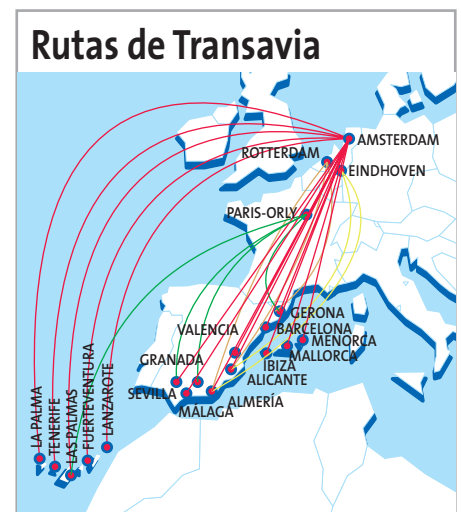 Rutas de Transavia
AMSTERDAM
ROTTERDAM
EINDHOVEN
PARIS-ORLY
GERONA
BARCELONA
VALENCIA
MENORCA
MALLORCA
GRANADA
IBIZA
ALICANTE
SEVILLA
ALMERÍA
MÁLAGA
LA PALMA
TENERIFE
LAS PALMAS
FUERTEVENTURA
LANZAROTE